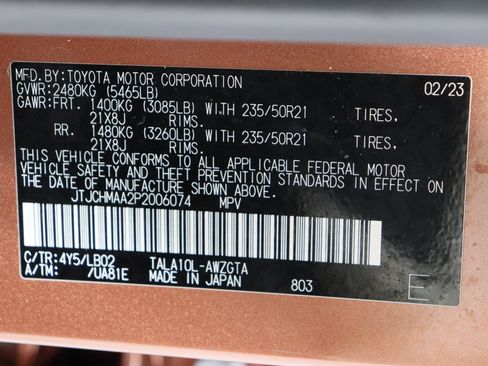 MFD.BY:TOYOTA MOTOR CORPORATION 02/23
GVWR:2480KG (5465LB)
GAWR:FRT. 1400KG (3085LB) WITH 235/50R21 TIRES,
21X8J RIMS.
RR. 1480KG (3260LB) WITH 235/50R21 TIRES,
21X8J RIMS.
THIS VEHICLE CONFORMS TO ALL APPLICABLE FEDERAL MOTOR
VEHICLE SAFETY AND THEFT PREVENTION STANDARDS IN EFFECT ON
THE DATE OF MANUFACTURE SHOWN ABOVE.
JTJCHMAA2P2006074 MPV
C/TR:4Y5/LB02 TALA10L-AWZGTA
A/TM: /UA81E MADE IN JAPAN 803 E